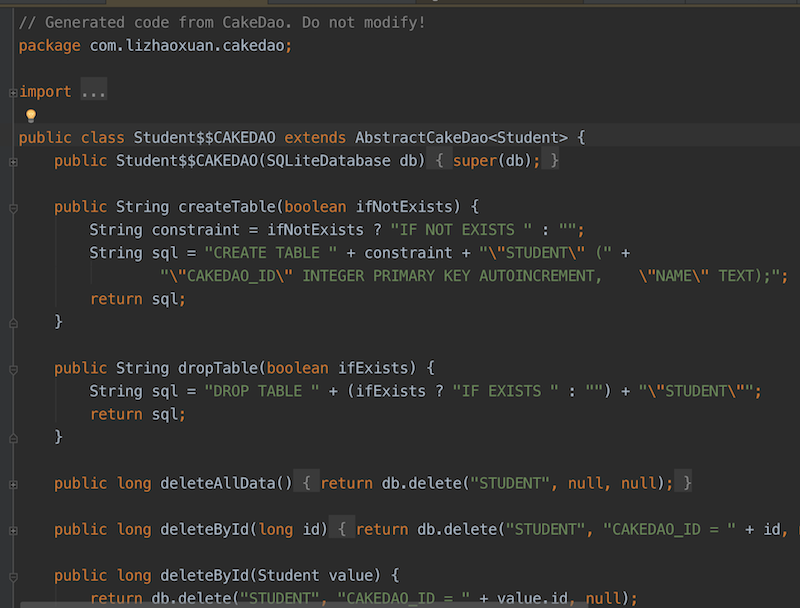 // Generated code from CakeDao. Do not modify!
package com.lizhaoxuan.cakedao;
import ...
public class Student$$CAKEDAO extends AbstractCakeDao<Student> {
public Student$$CAKEDAO(SQLiteDatabase db) { super(db); }
public String createTable(boolean ifNotExists) {
String constraint = ifNotExists ? "IF NOT EXISTS " : "";
String sql = "CREATE TABLE " + constraint + "\"STUDENT\" (" +
"\"CAKEDAO_ID\" INTEGER PRIMARY KEY AUTOINCREMENT,    \"NAME\" TEXT);";
return sql;
}
public String dropTable(boolean ifExists) {
String sql = "DROP TABLE " + (ifExists ? "IF EXISTS " : "") + "\"STUDENT\"";
return sql;
}
public long deleteAllData() { return db.delete("STUDENT", null, null); }
public long deleteById(long id) { return db.delete("STUDENT", "CAKEDAO_ID = " + id,
public long deleteById(Student value) {
return db.delete("STUDENT", "CAKEDAO_ID = " + value.id, null);